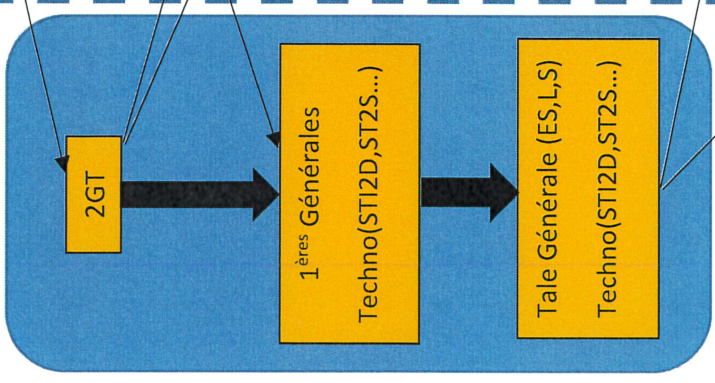 2GT
1ères Générales
Techno(STI2D,ST2S...)
Tale Générale (ES,L,S)
Techno(STI2D,ST2S...)